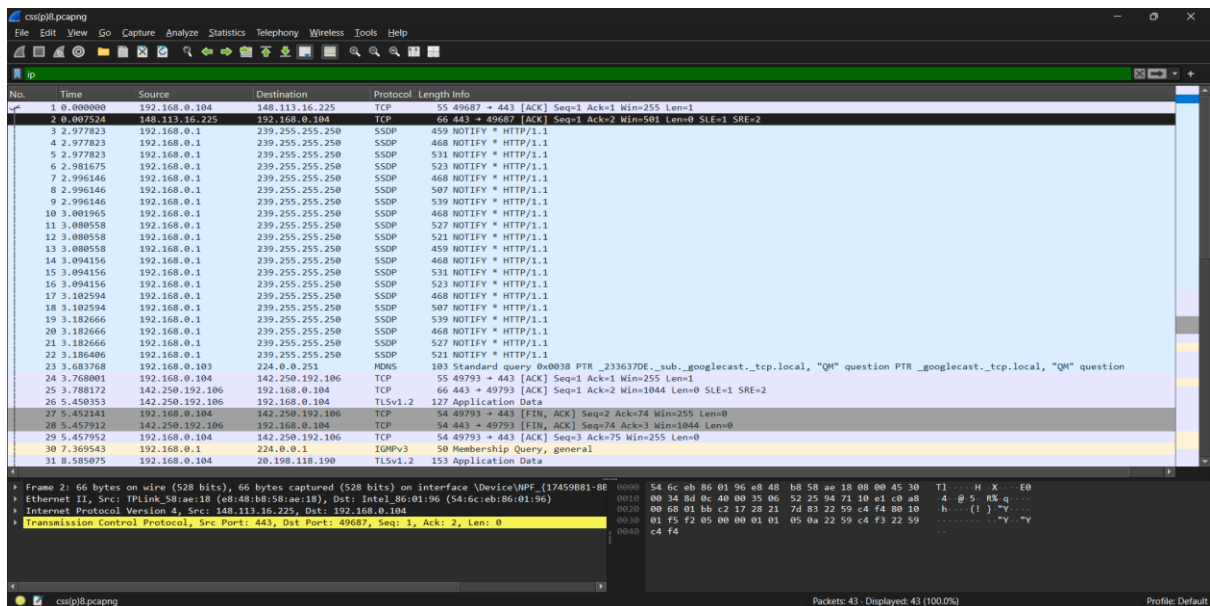 css(p)8.pcapng
File Edit View Go Capture Analyze Statistics Telephony Wireless Tools Help
ip
No. Time Source Destination Protocol Length Info
1 0.000000 192.168.0.104 148.113.16.225 TCP 55 49687 → 443 [ACK] Seq=1 Ack=1 Win=255 Len=1
2 0.007524 148.113.16.225 192.168.0.104 TCP 66 443 → 49687 [ACK] Seq=1 Ack=2 Win=501 Len=0 SLE=1 SRE=2
3 2.977823 192.168.0.1 239.255.255.250 SSDP 459 NOTIFY * HTTP/1.1
4 2.977823 192.168.0.1 239.255.255.250 SSDP 468 NOTIFY * HTTP/1.1
5 2.977823 192.168.0.1 239.255.255.250 SSDP 531 NOTIFY * HTTP/1.1
6 2.981675 192.168.0.1 239.255.255.250 SSDP 523 NOTIFY * HTTP/1.1
7 2.996146 192.168.0.1 239.255.255.250 SSDP 468 NOTIFY * HTTP/1.1
8 2.996146 192.168.0.1 239.255.255.250 SSDP 507 NOTIFY * HTTP/1.1
9 2.996146 192.168.0.1 239.255.255.250 SSDP 539 NOTIFY * HTTP/1.1
10 3.001965 192.168.0.1 239.255.255.250 SSDP 468 NOTIFY * HTTP/1.1
11 3.080558 192.168.0.1 239.255.255.250 SSDP 527 NOTIFY * HTTP/1.1
12 3.080558 192.168.0.1 239.255.255.250 SSDP 521 NOTIFY * HTTP/1.1
13 3.080558 192.168.0.1 239.255.255.250 SSDP 459 NOTIFY * HTTP/1.1
14 3.094156 192.168.0.1 239.255.255.250 SSDP 468 NOTIFY * HTTP/1.1
15 3.094156 192.168.0.1 239.255.255.250 SSDP 531 NOTIFY * HTTP/1.1
16 3.094156 192.168.0.1 239.255.255.250 SSDP 523 NOTIFY * HTTP/1.1
17 3.102594 192.168.0.1 239.255.255.250 SSDP 468 NOTIFY * HTTP/1.1
18 3.102594 192.168.0.1 239.255.255.250 SSDP 507 NOTIFY * HTTP/1.1
19 3.182666 192.168.0.1 239.255.255.250 SSDP 539 NOTIFY * HTTP/1.1
20 3.182666 192.168.0.1 239.255.255.250 SSDP 468 NOTIFY * HTTP/1.1
21 3.182666 192.168.0.1 239.255.255.250 SSDP 527 NOTIFY * HTTP/1.1
22 3.186406 192.168.0.1 239.255.255.250 SSDP 521 NOTIFY * HTTP/1.1
23 3.683768 192.168.0.103 224.0.0.251 MDNS 103 Standard query 0x0038 PTR _233637DE._sub._googlecast._tcp.local, "QM" question PTR _googlecast._tcp.local, "QM" question
24 3.768001 192.168.0.104 142.250.192.106 TCP 55 49793 → 443 [ACK] Seq=1 Ack=1 Win=255 Len=1
25 3.788172 142.250.192.106 192.168.0.104 TCP 66 443 → 49793 [ACK] Seq=1 Ack=2 Win=1044 Len=0 SLE=1 SRE=2
26 5.450353 142.250.192.106 192.168.0.104 TLSv1.2 127 Application Data
27 5.452141 192.168.0.104 142.250.192.106 TCP 54 49793 → 443 [FIN, ACK] Seq=2 Ack=74 Win=255 Len=0
28 5.457912 142.250.192.106 192.168.0.104 TCP 54 443 → 49793 [FIN, ACK] Seq=74 Ack=3 Win=1044 Len=0
29 5.457952 192.168.0.104 142.250.192.106 TCP 54 49793 → 443 [ACK] Seq=3 Ack=75 Win=255 Len=0
30 7.369543 192.168.0.1 224.0.0.1 IGMPv3 50 Membership Query, general
31 8.585075 192.168.0.104 20.198.118.190 TLSv1.2 153 Application Data
Frame 2: 66 bytes on wire (528 bits), 66 bytes captured (528 bits) on interface \Device\NPF_{17459B81-8E
Ethernet II, Src: TPLink_58:ae:18 (e8:48:b8:58:ae:18), Dst: Intel_86:01:96 (54:6c:eb:86:01:96)
Internet Protocol Version 4, Src: 148.113.16.225, Dst: 192.168.0.104
Transmission Control Protocol, Src Port: 443, Dst Port: 49687, Seq: 1, Ack: 2, Len: 0
0000 54 6c eb 86 01 96 e8 48 b8 58 ae 18 08 00 45 30 Tl·····H ·X····E0
0010 00 34 8d 0c 40 00 35 06 52 25 94 71 10 e1 c0 a8 ·4··@·5· R%·q····
0020 00 68 01 bb c2 17 28 21 7d 83 22 59 c4 f4 80 10 ·h····(! }·"Y····
0030 01 f5 f2 05 00 00 01 01 05 0a 22 59 c4 f3 22 59 ········ ··"Y··"Y
0040 c4 f4 ··
css(p)8.pcapng
Packets: 43 · Displayed: 43 (100.0%)
Profile: Default